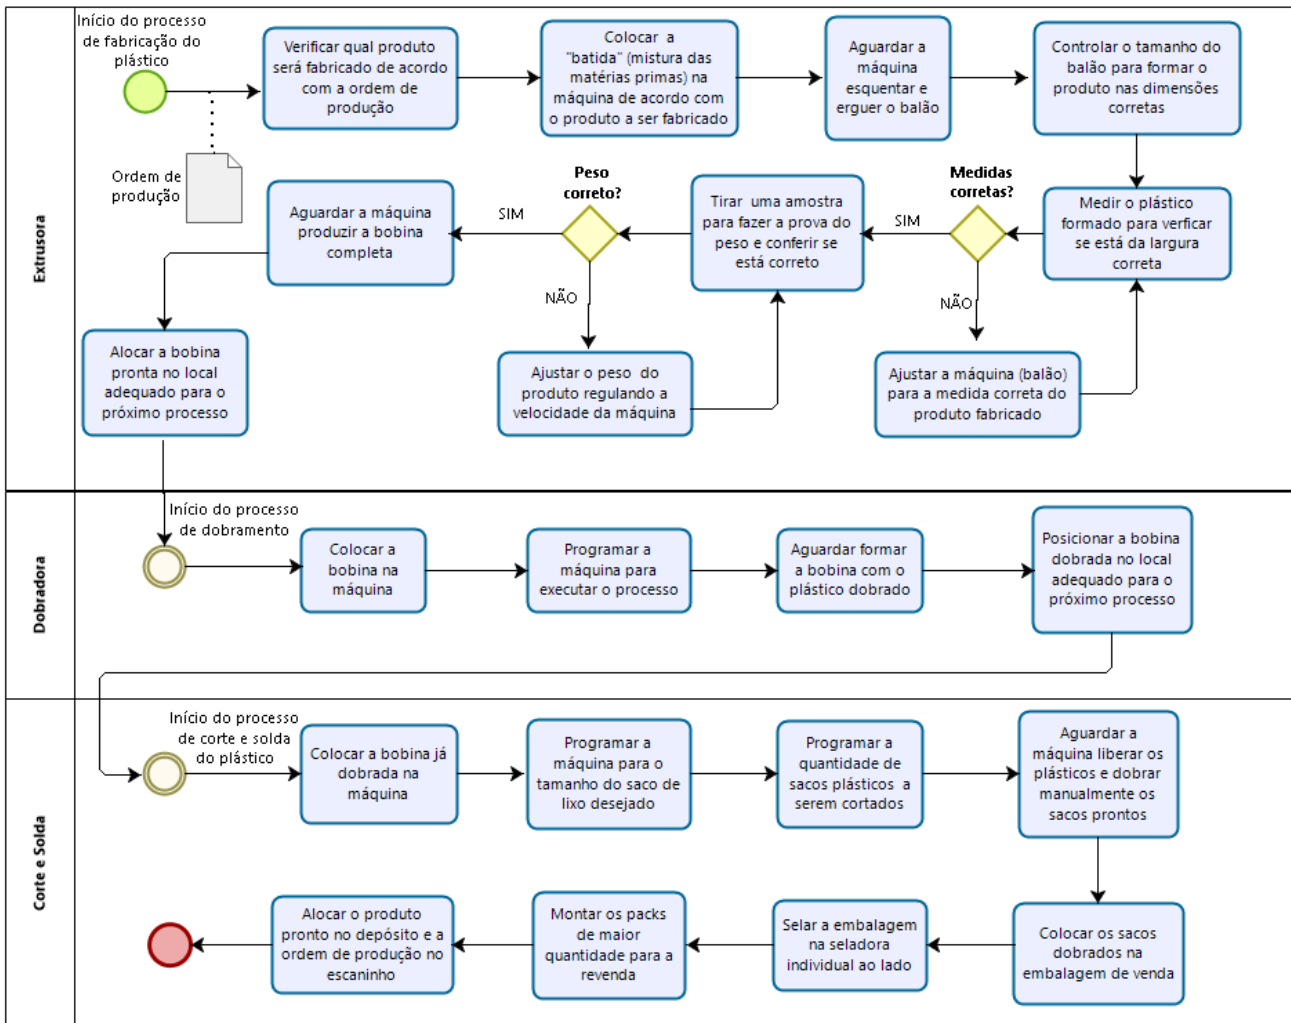 Extrusora
Início do processo
de fabricação do
plástico
Ordem de
produção
Verificar qual produto
será fabricado de acordo
com a ordem de
produção
Colocar a
"batida" (mistura das
matérias primas) na
máquina de acordo com
o produto a ser fabricado
Aguardar a
máquina
esquentar e
erguer o balão
Controlar o tamanho do
balão para formar o
produto nas dimensões
corretas
Medir o plástico
formado para verficar
se está da largura
correta
Medidas
corretas?
SIM
NÃO
Ajustar a máquina (balão)
para a medida correta do
produto fabricado
Tirar uma amostra
para fazer a prova do
peso e conferir se
está correto
Peso
correto?
SIM
NÃO
Ajustar o peso do
produto regulando a
velocidade da máquina
Aguardar a máquina
produzir a bobina
completa
Alocar a bobina
pronta no local
adequado para o
próximo processo
Dobradora
Início do processo
de dobramento
Colocar a
bobina na
máquina
Programar a
máquina para
executar o processo
Aguardar formar
a bobina com o
plástico dobrado
Posicionar a bobina
dobrada no local
adequado para o
próximo processo
Corte e Solda
Início do processo
de corte e solda
do plástico
Colocar a bobina já
dobrada na
máquina
Programar a
máquina para o
tamanho do saco de
lixo desejado
Programar a
quantidade de
sacos plásticos a
serem cortados
Aguardar a
máquina liberar os
plásticos e dobrar
manualmente os
sacos prontos
Colocar os sacos
dobrados na
embalagem de venda
Selar a embalagem
na seladora
individual ao lado
Montar os packs
de maior
quantidade para a
revenda
Alocar o produto
pronto no depósito e a
ordem de produção no
escaninho